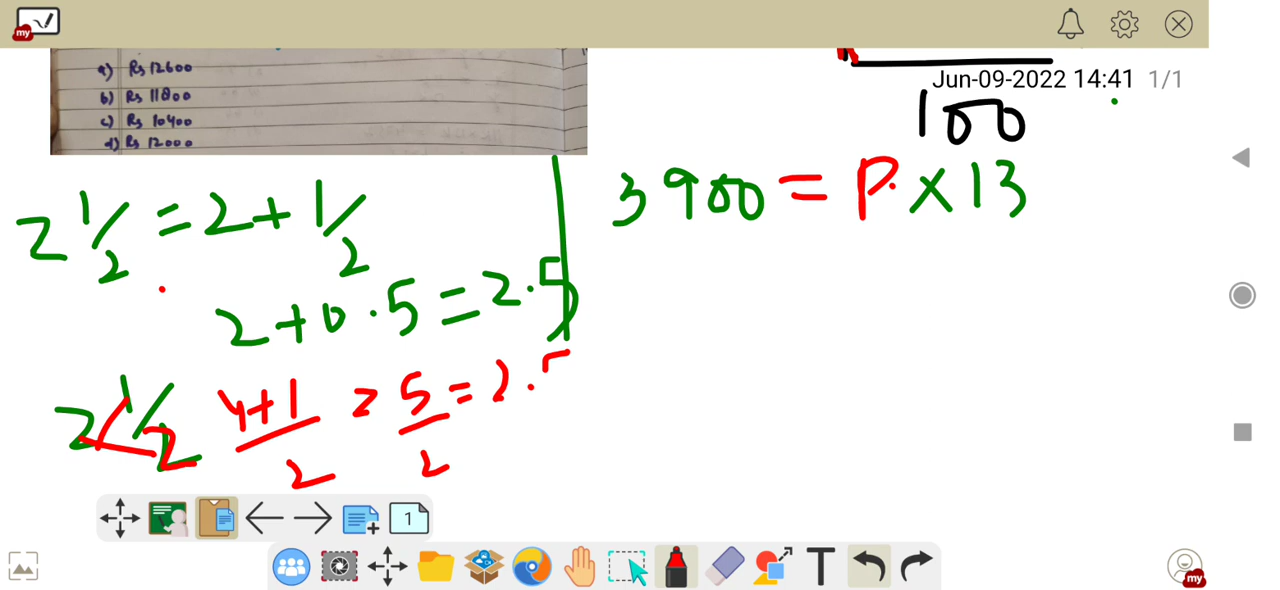 my
a) Rs 12600
b) Rs 11800
c) Rs 10400
d) Rs 12000
Jun-09-2022 14:41 1/1
100
3900 = P. × 13
2 1/2 = 2 + 1/2
2 + 0.5 = 2.5
2 1/2 4+1/2 = 5/2 = 2.5
1
T
my